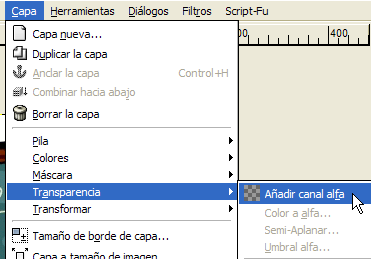 Capa Herramientas Diálogos Filtros Script-Fu
Capa nueva...
Duplicar la capa
Anclar la capa Control+H
Combinar hacia abajo
Borrar la capa
Pila
Colores
Máscara
Transparencia
Transformar
Tamaño de borde de capa...
Capa a tamaño de imagen
Añadir canal alfa
Color a alfa...
Semi-Aplanar...
Umbral alfa...
400